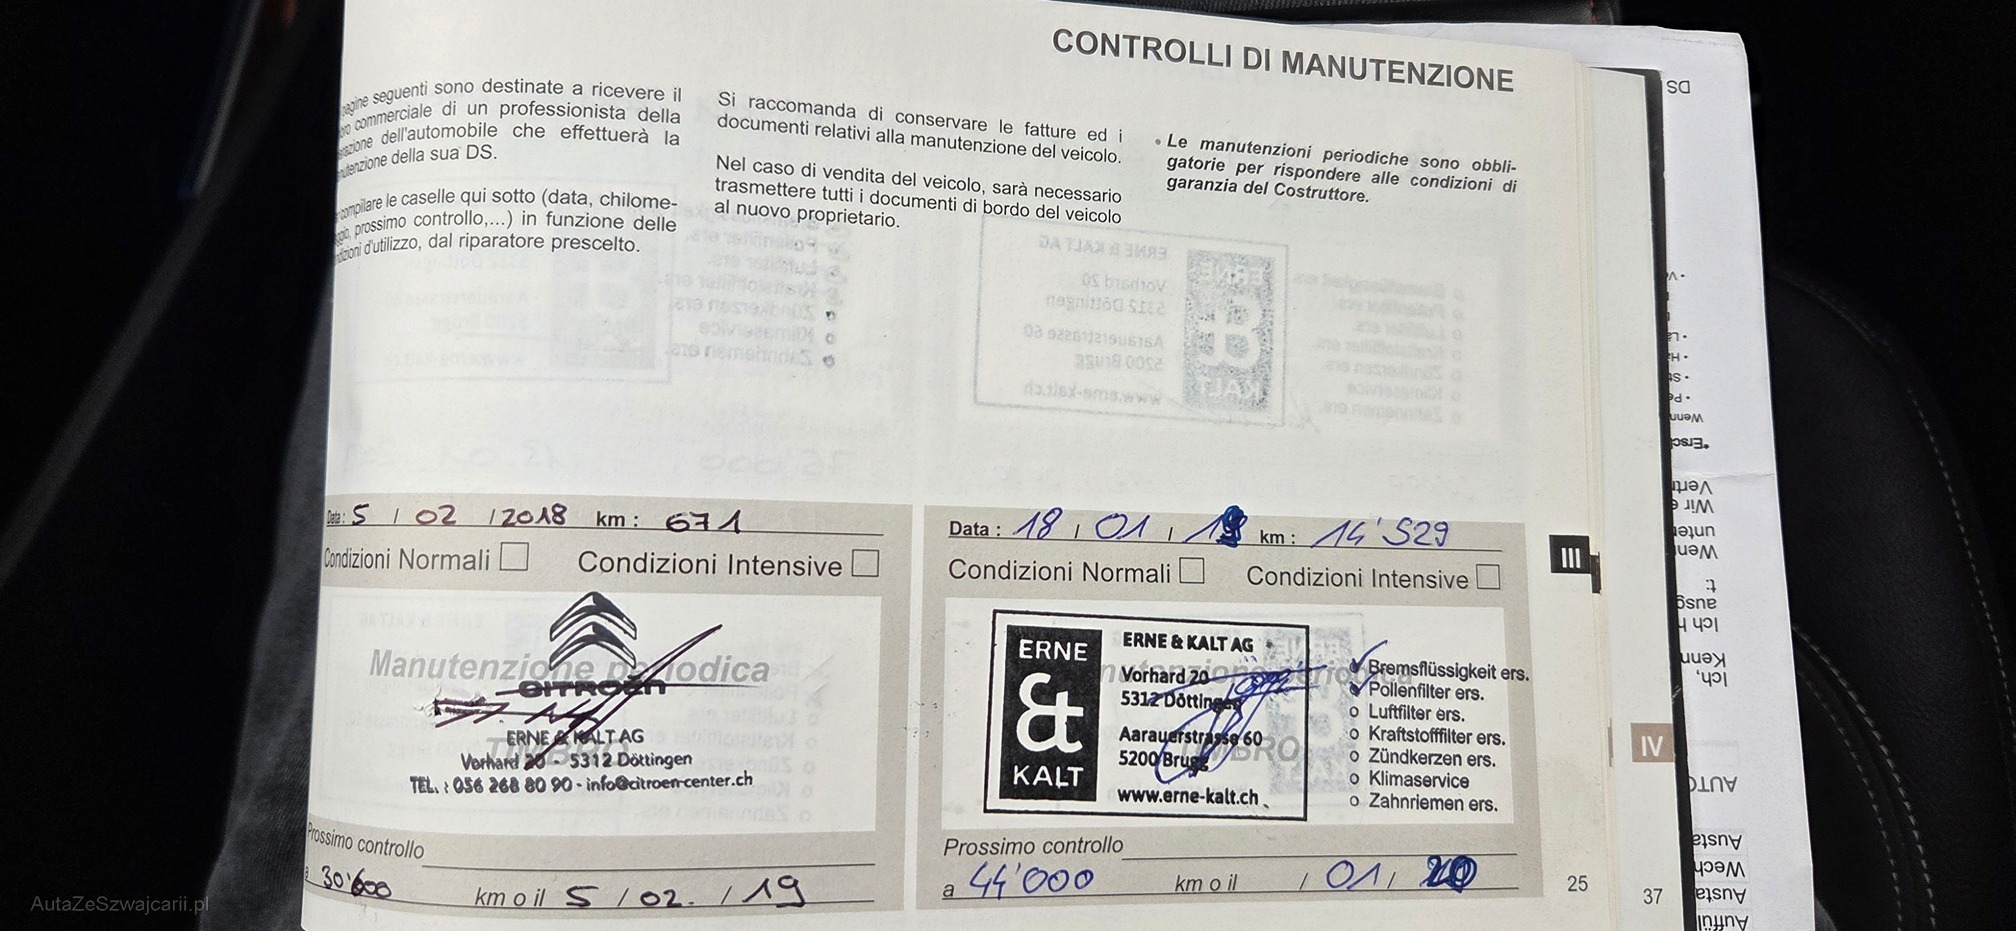 CONTROLLI DI MANUTENZIONE
pagine seguenti sono destinate a ricevere il
commerciale di un professionista della
dell'automobile che effettuerà la
della sua DS.
compilare le caselle qui sotto (data, chilome-
prossimo controllo,...) in funzione delle
d'utilizzo, dal riparatore prescelto.
Si raccomanda di conservare le fatture ed i
documenti relativi alla manutenzione del veicolo.
Nel caso di vendita del veicolo, sarà necessario
trasmettere tutti i documenti di bordo del veicolo
al nuovo proprietario.
• Le manutenzioni periodiche sono obbli-
gatorie per rispondere alle condizioni di
garanzia del Costruttore.
Data : 5 / 02 / 2018 km : 671
Condizioni Normali
Condizioni Intensive
Manutenzione periodica
CITROËN
TIMBRO
ERNE & KALT AG
Vorhard 20 - 5312 Döttingen
TEL. : 056 268 80 90 - info@citroen-center.ch
Prossimo controllo
a 30'600 km o il 5 / 02. / 19
Data : 18 / 01 / 19 km : 14'529
Condizioni Normali
Condizioni Intensive
ERNE
&
KALT
ERNE & KALT AG
Vorhard 20
5312 Döttingen
Aarauerstrasse 60
5200 Brugg
www.erne-kalt.ch
TIMBRO
Bremsflüssigkeit ers.
Pollenfilter ers.
o Luftfilter ers.
o Kraftstofffilter ers.
o Zündkerzen ers.
o Klimaservice
o Zahnriemen ers.
Prossimo controllo
a 44'000 km o il / 01 / 20
III
25
IV
37
DS
AutaZeSzwajcarii.pl